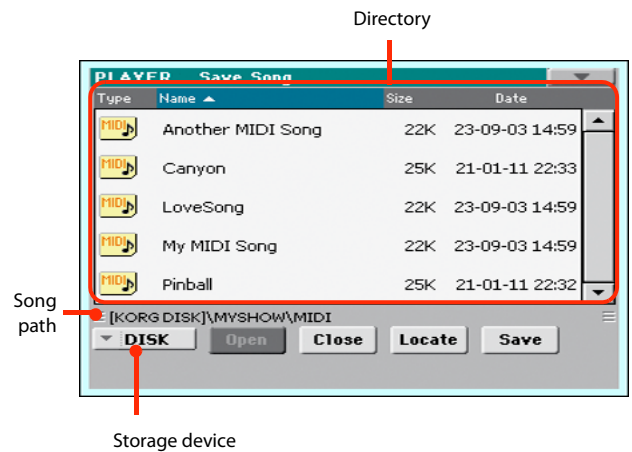 Directory
PLAYER Save Song
Type Name Size Date
MIDI Another MIDI Song 22K 23-09-03 14:59
MIDI Canyon 25K 21-01-11 22:33
MIDI LoveSong 22K 23-09-03 14:59
MIDI My MIDI Song 22K 23-09-03 14:59
MIDI Pinball 25K 21-01-11 22:32
Song
path
[KORG DISK]\MYSHOW\MIDI
DISK Open Close Locate Save
Storage device